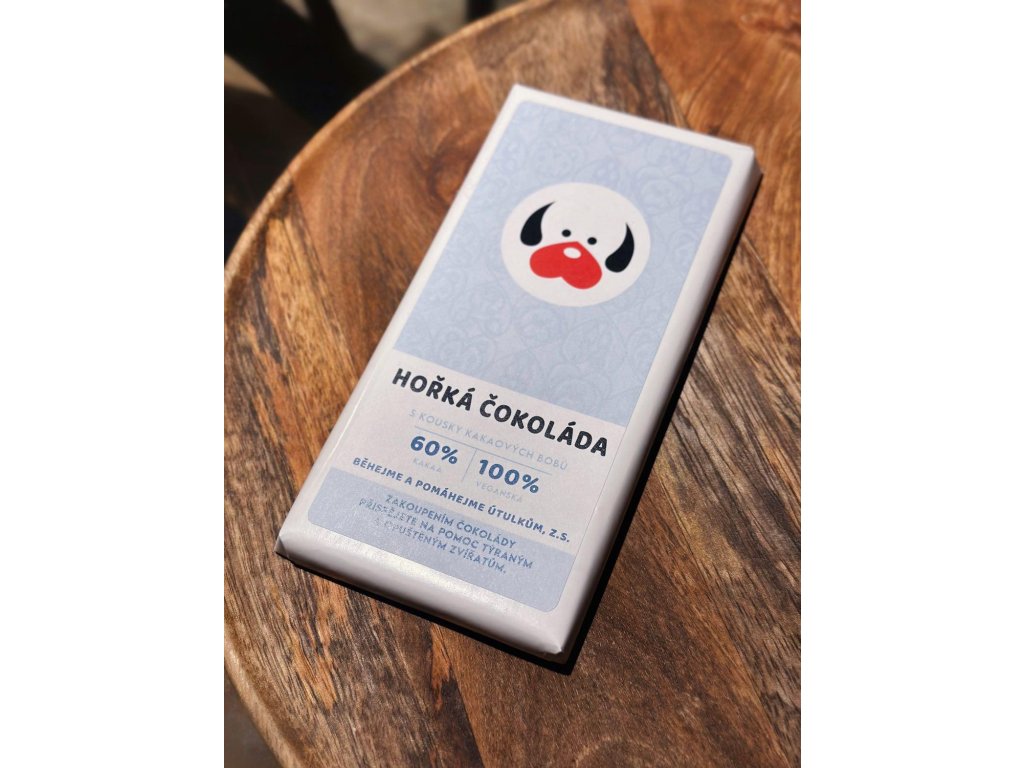 HOŘKÁ ČOKOLÁDA
S KOUSKY KAKAOVÝCH BOBŮ
60%
KAKAA
100%
VEGANSKÁ
BĚHEJME A POMÁHEJME ÚTULKŮM, Z.S.
ZAKOUPENÍM ČOKOLÁDY
PŘISPĚJETE NA POMOC TÝRANÝM
A OPUŠTĚNÝM ZVÍŘATŮM.